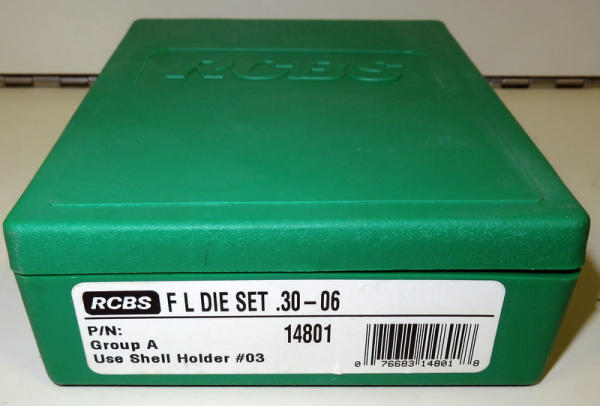 RCBS
RCBS F L DIE SET .30-06
P/N: 14801
Group A
Use Shell Holder #03
0 76683 14801 8